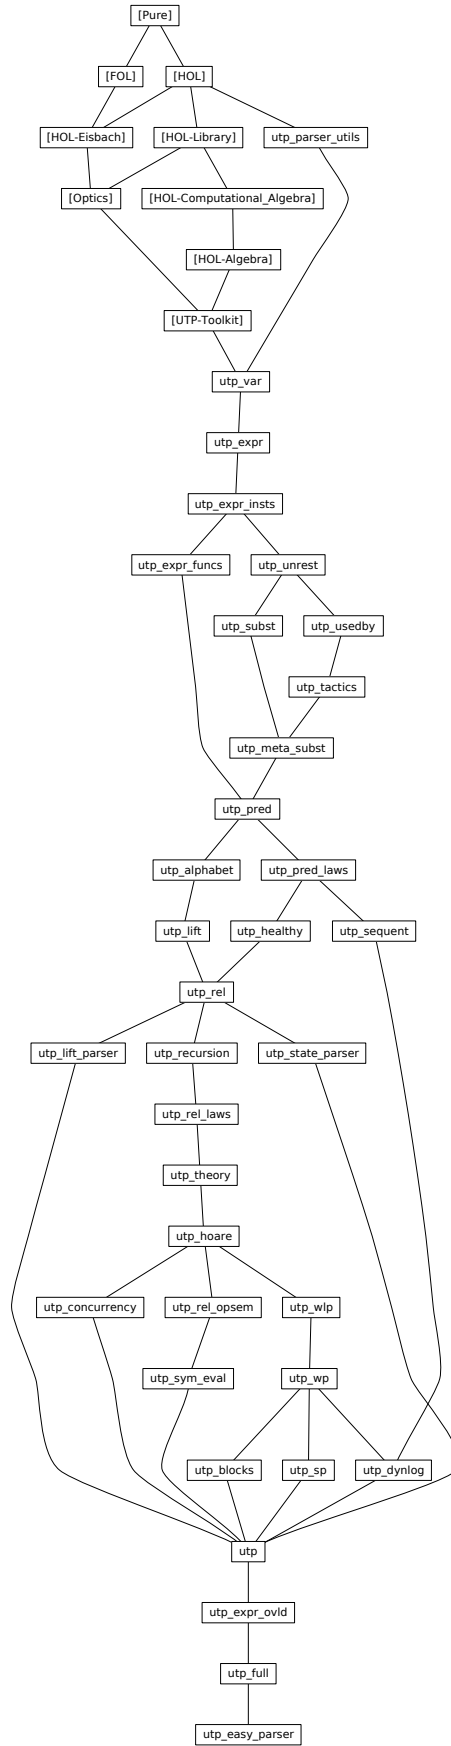 [Pure]
[FOL]
[HOL]
[HOL-Eisbach]
[HOL-Library]
utp_parser_utils
[Optics]
[HOL-Computational_Algebra]
[HOL-Algebra]
[UTP-Toolkit]
utp_var
utp_expr
utp_expr_insts
utp_expr_funcs
utp_unrest
utp_subst
utp_usedby
utp_tactics
utp_meta_subst
utp_pred
utp_alphabet
utp_pred_laws
utp_lift
utp_healthy
utp_sequent
utp_rel
utp_lift_parser
utp_recursion
utp_state_parser
utp_rel_laws
utp_theory
utp_hoare
utp_concurrency
utp_rel_opsem
utp_wlp
utp_sym_eval
utp_wp
utp_blocks
utp_sp
utp_dynlog
utp
utp_expr_ovld
utp_full
utp_easy_parser